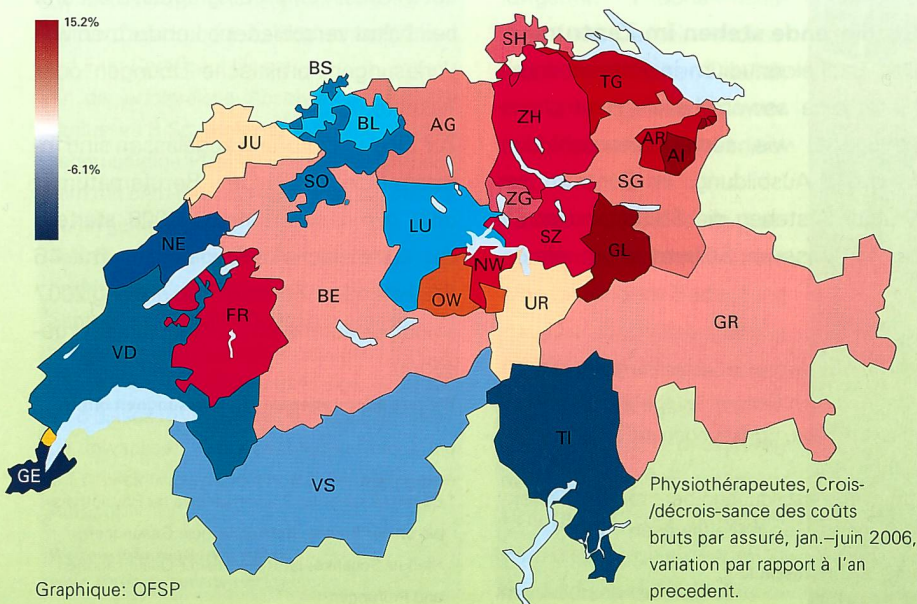 15.2%
-6.1%
SH
BS
TG
BL
AG
ZH
JU
AR
AI
SO
SG
ZG
LU
SZ
NE
NW
GL
BE
OW
UR
FR
GR
VD
TI
GE
VS
Physiothérapeutes, Crois-
/décrois-sance des coûts
bruts par assuré, jan.–juin 2006,
variation par rapport à l'an
precedent.
Graphique: OFSP